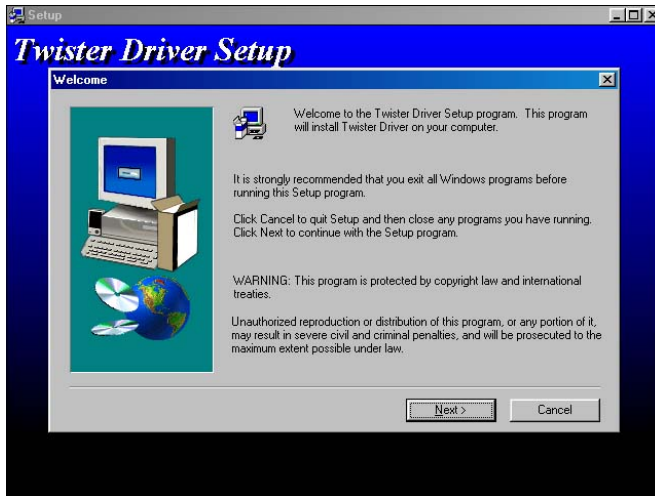 Setup
Twister Driver Setup
Welcome
Welcome to the Twister Driver Setup program. This program
will install Twister Driver on your computer.
It is strongly recommended that you exit all Windows programs before
running this Setup program.
Click Cancel to quit Setup and then close any programs you have running.
Click Next to continue with the Setup program.
WARNING: This program is protected by copyright law and international
treaties.
Unauthorized reproduction or distribution of this program, or any portion of it,
may result in severe civil and criminal penalties, and will be prosecuted to the
maximum extent possible under law.
Next >
Cancel